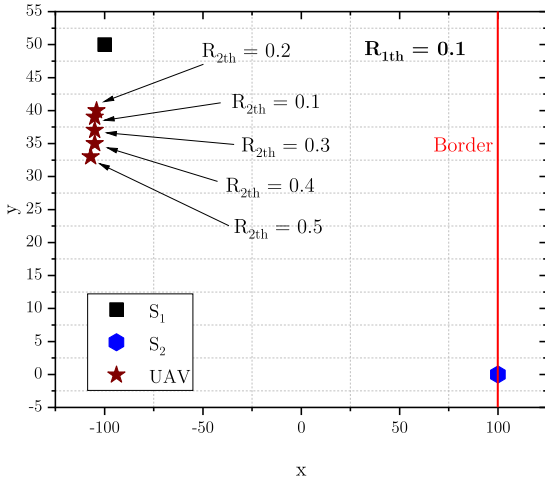 55
50
45
40
35
30
25
20
15
10
5
0
-5
y
R2th = 0.2
R1th = 0.1
R2th = 0.1
R2th = 0.3
Border
R2th = 0.4
R2th = 0.5
S1
S2
UAV
-100
-50
0
50
100
x